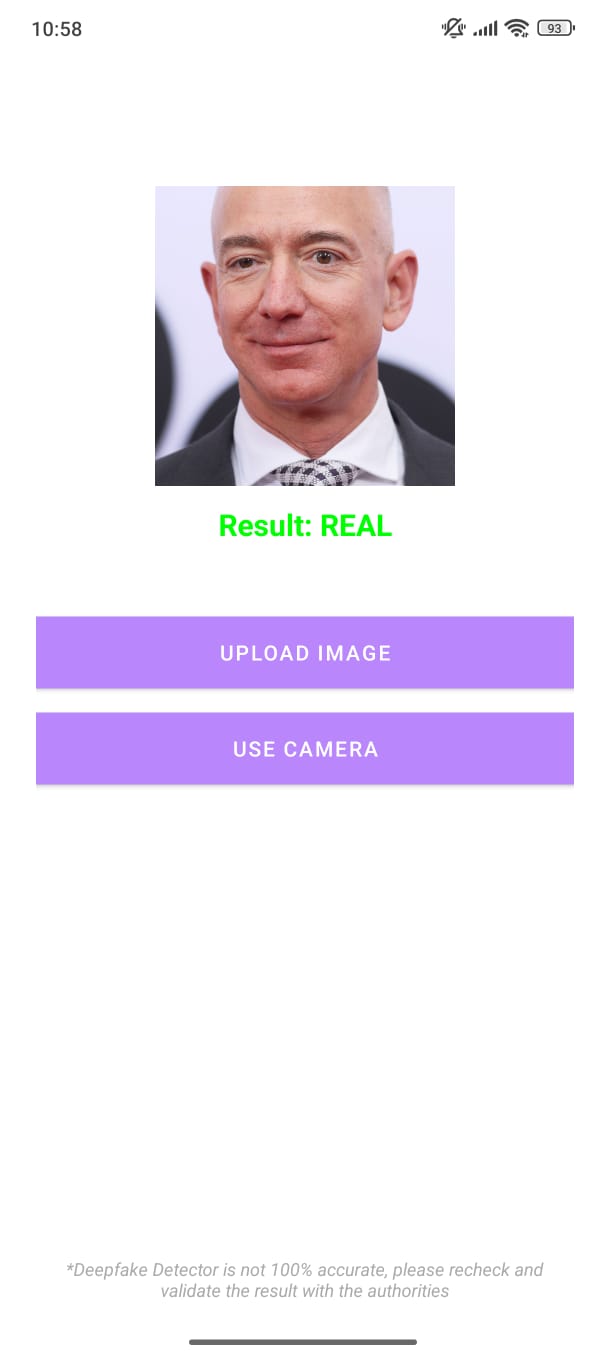 10:58
93
Result: REAL
UPLOAD IMAGE
USE CAMERA
*Deepfake Detector is not 100% accurate, please recheck and
validate the result with the authorities